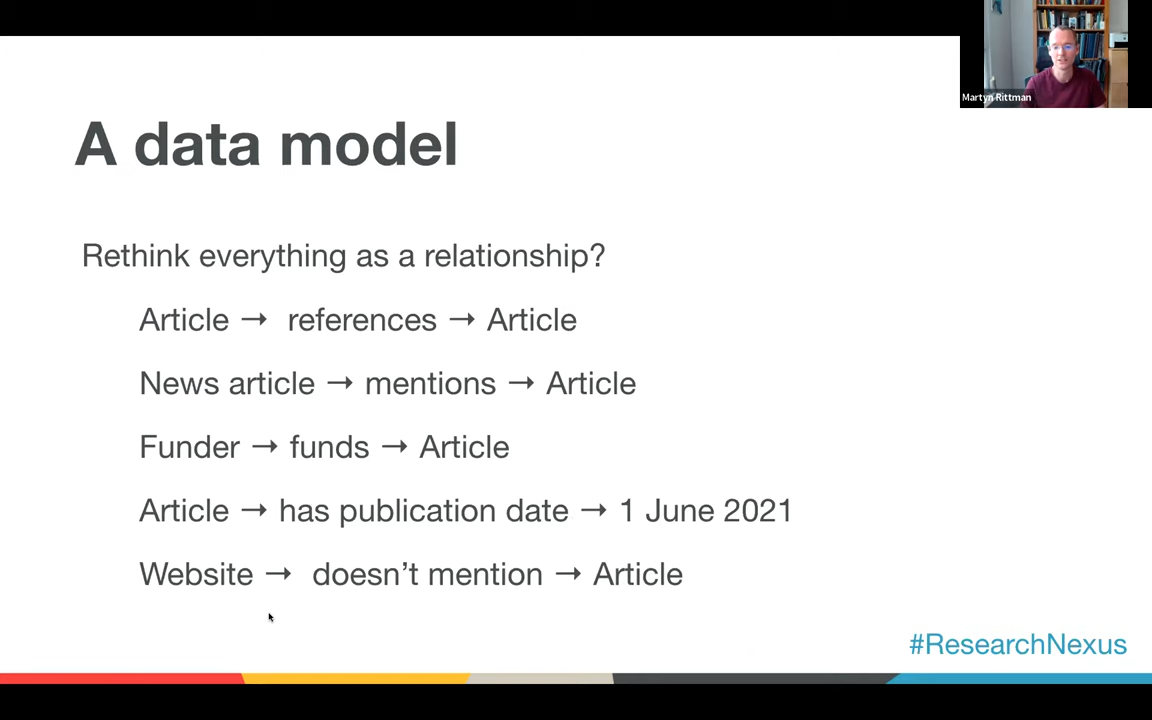 Martyn Rittman
A data model
Rethink everything as a relationship?
Article → references → Article
News article → mentions → Article
Funder → funds → Article
Article → has publication date → 1 June 2021
Website → doesn’t mention → Article
#ResearchNexus